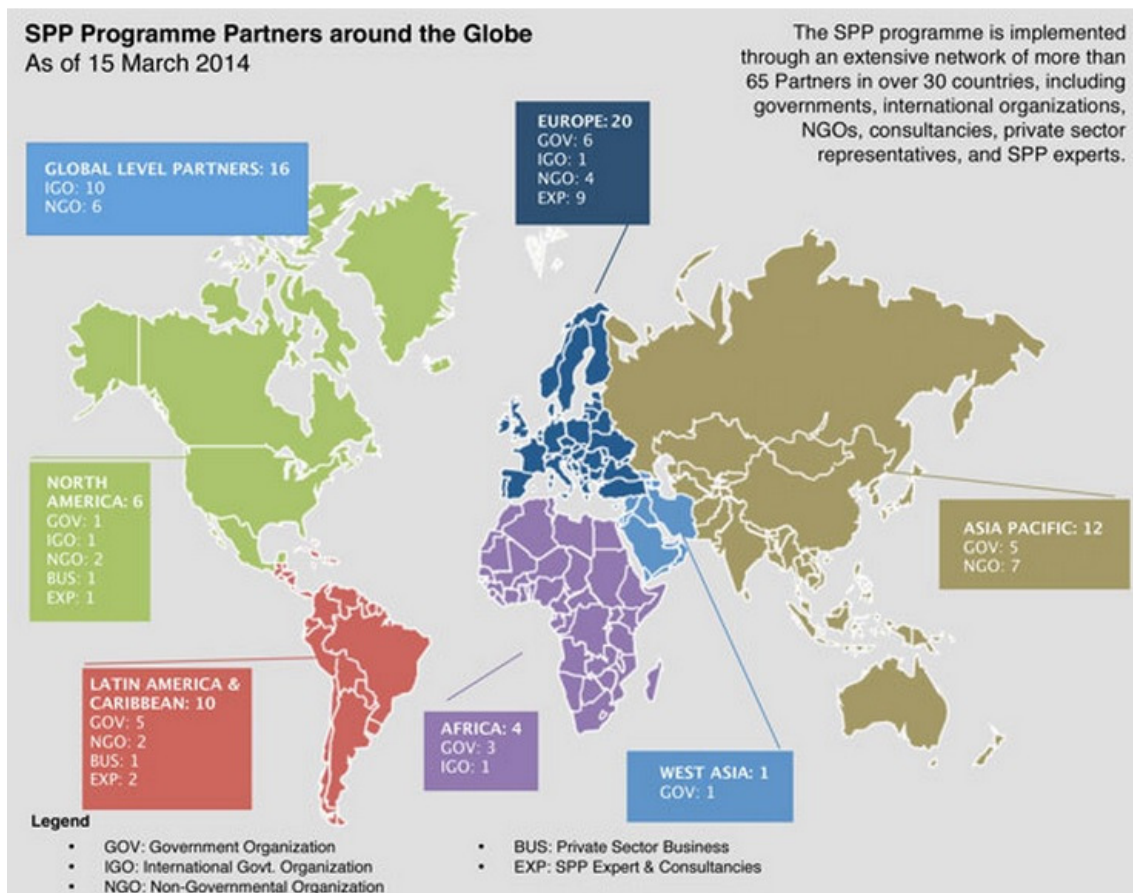 SPP Programme Partners around the Globe
As of 15 March 2014
The SPP programme is implemented
through an extensive network of more than
65 Partners in over 30 countries, including
governments, international organizations,
NGOs, consultancies, private sector
representatives, and SPP experts.
GLOBAL LEVEL PARTNERS: 16
IGO: 10
NGO: 6
EUROPE: 20
GOV: 6
IGO: 1
NGO: 4
EXP: 9
NORTH
AMERICA: 6
GOV: 1
IGO: 1
NGO: 2
BUS: 1
EXP: 1
ASIA PACIFIC: 12
GOV: 5
NGO: 7
LATIN AMERICA &
CARIBBEAN: 10
GOV: 5
NGO: 2
BUS: 1
EXP: 2
AFRICA: 4
GOV: 3
IGO: 1
WEST ASIA: 1
GOV: 1
Legend
• GOV: Government Organization
• IGO: International Govt. Organization
• NGO: Non-Governmental Organization
• BUS: Private Sector Business
• EXP: SPP Expert & Consultancies